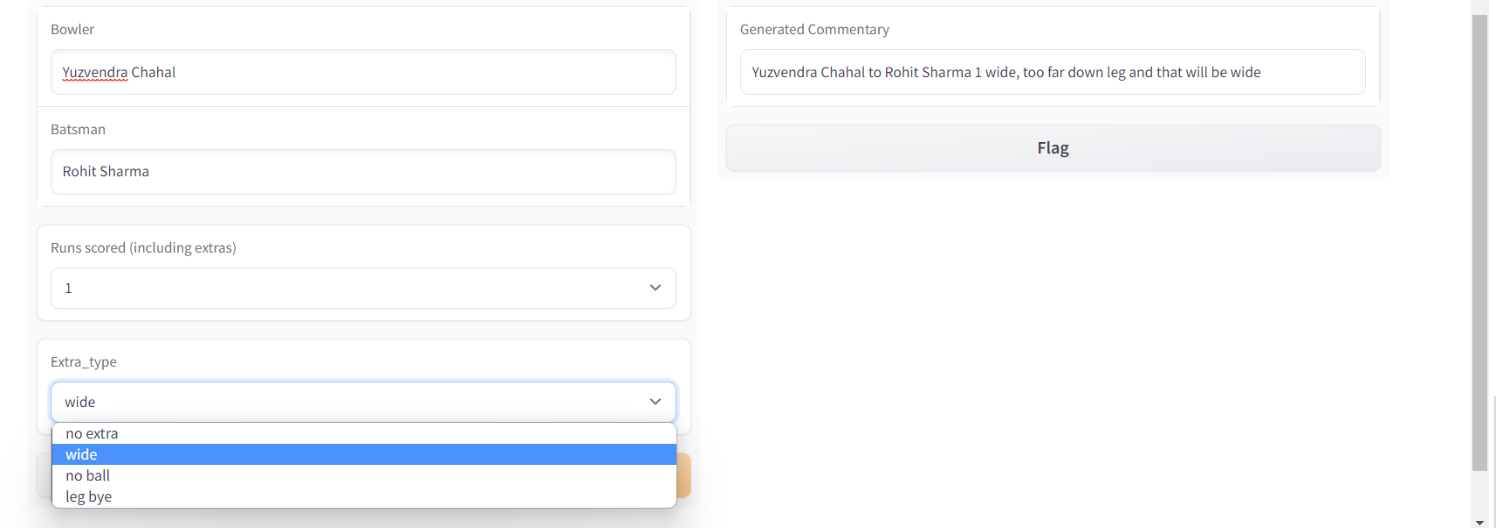 Bowler
Yuzvendra Chahal
Batsman
Rohit Sharma
Runs scored (including extras)
1
Extra_type
wide
no extra
wide
no ball
leg bye
Generated Commentary
Yuzvendra Chahal to Rohit Sharma 1 wide, too far down leg and that will be wide
Flag